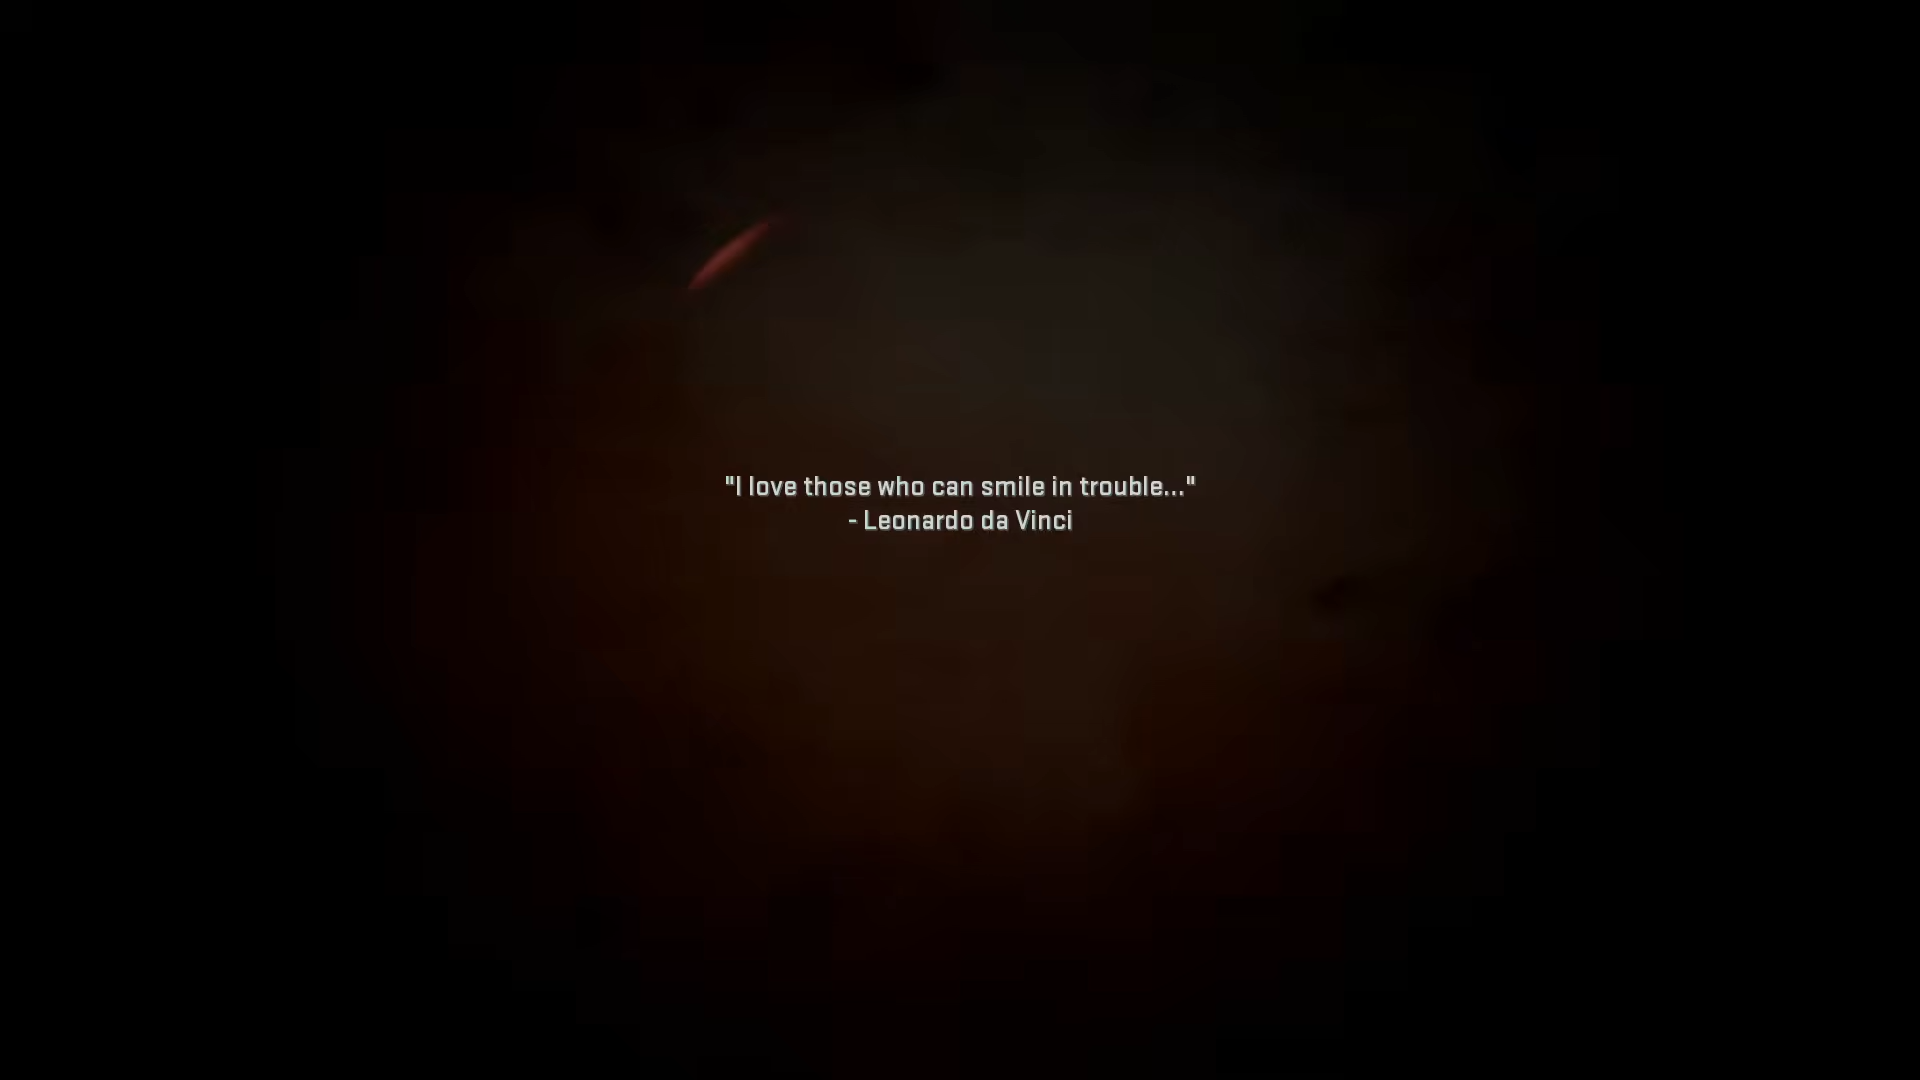 "I love those who can smile in trouble..."
- Leonardo da Vinci